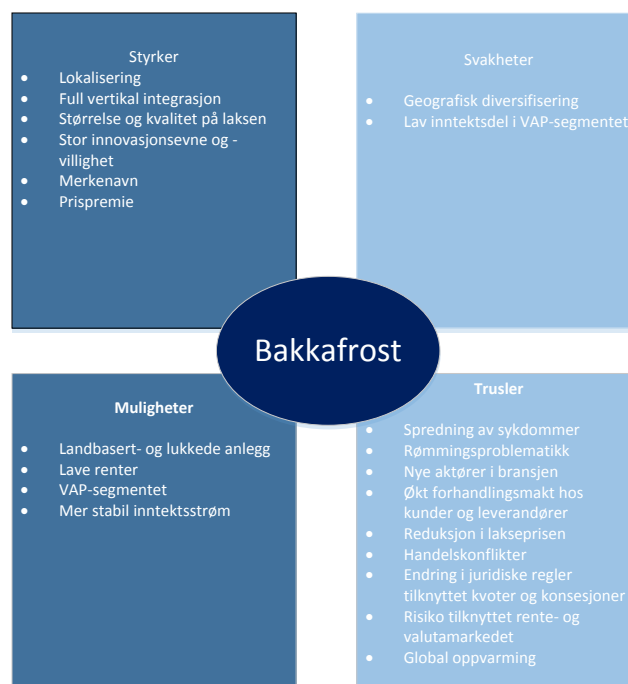 Styrker
• Lokalisering
• Full vertikal integrasjon
• Størrelse og kvalitet på laksen
• Stor innovasjonsevne og -
villighet
• Merkenavn
• Prispremie
Svakheter
• Geografisk diversifisering
• Lav inntektsdel i VAP-segmentet
Bakkafrost
Muligheter
• Landbasert- og lukkede anlegg
• Lave renter
• VAP-segmentet
• Mer stabil inntektsstrøm
Trusler
• Spredning av sykdommer
• Rømmingsproblematikk
• Nye aktører i bransjen
• Økt forhandlingsmakt hos
kunder og leverandører
• Reduksjon i lakseprisen
• Handelskonflikter
• Endring i juridiske regler
tilknyttet kvoter og konsesjoner
• Risiko tilknyttet rente- og
valutamarkedet
• Global oppvarming